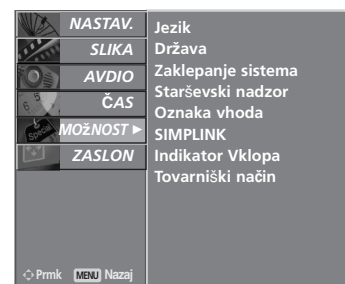 NASTAV.
SLIKA
AVDIO
ČAS
MOŽNOST ►
ZASLON
Prmk MENU Nazaj
Jezik
Država
Zaklepanje sistema
Starševski nadzor
Oznaka vhoda
SIMPLINK
Indikator Vklopa
Tovarniški način